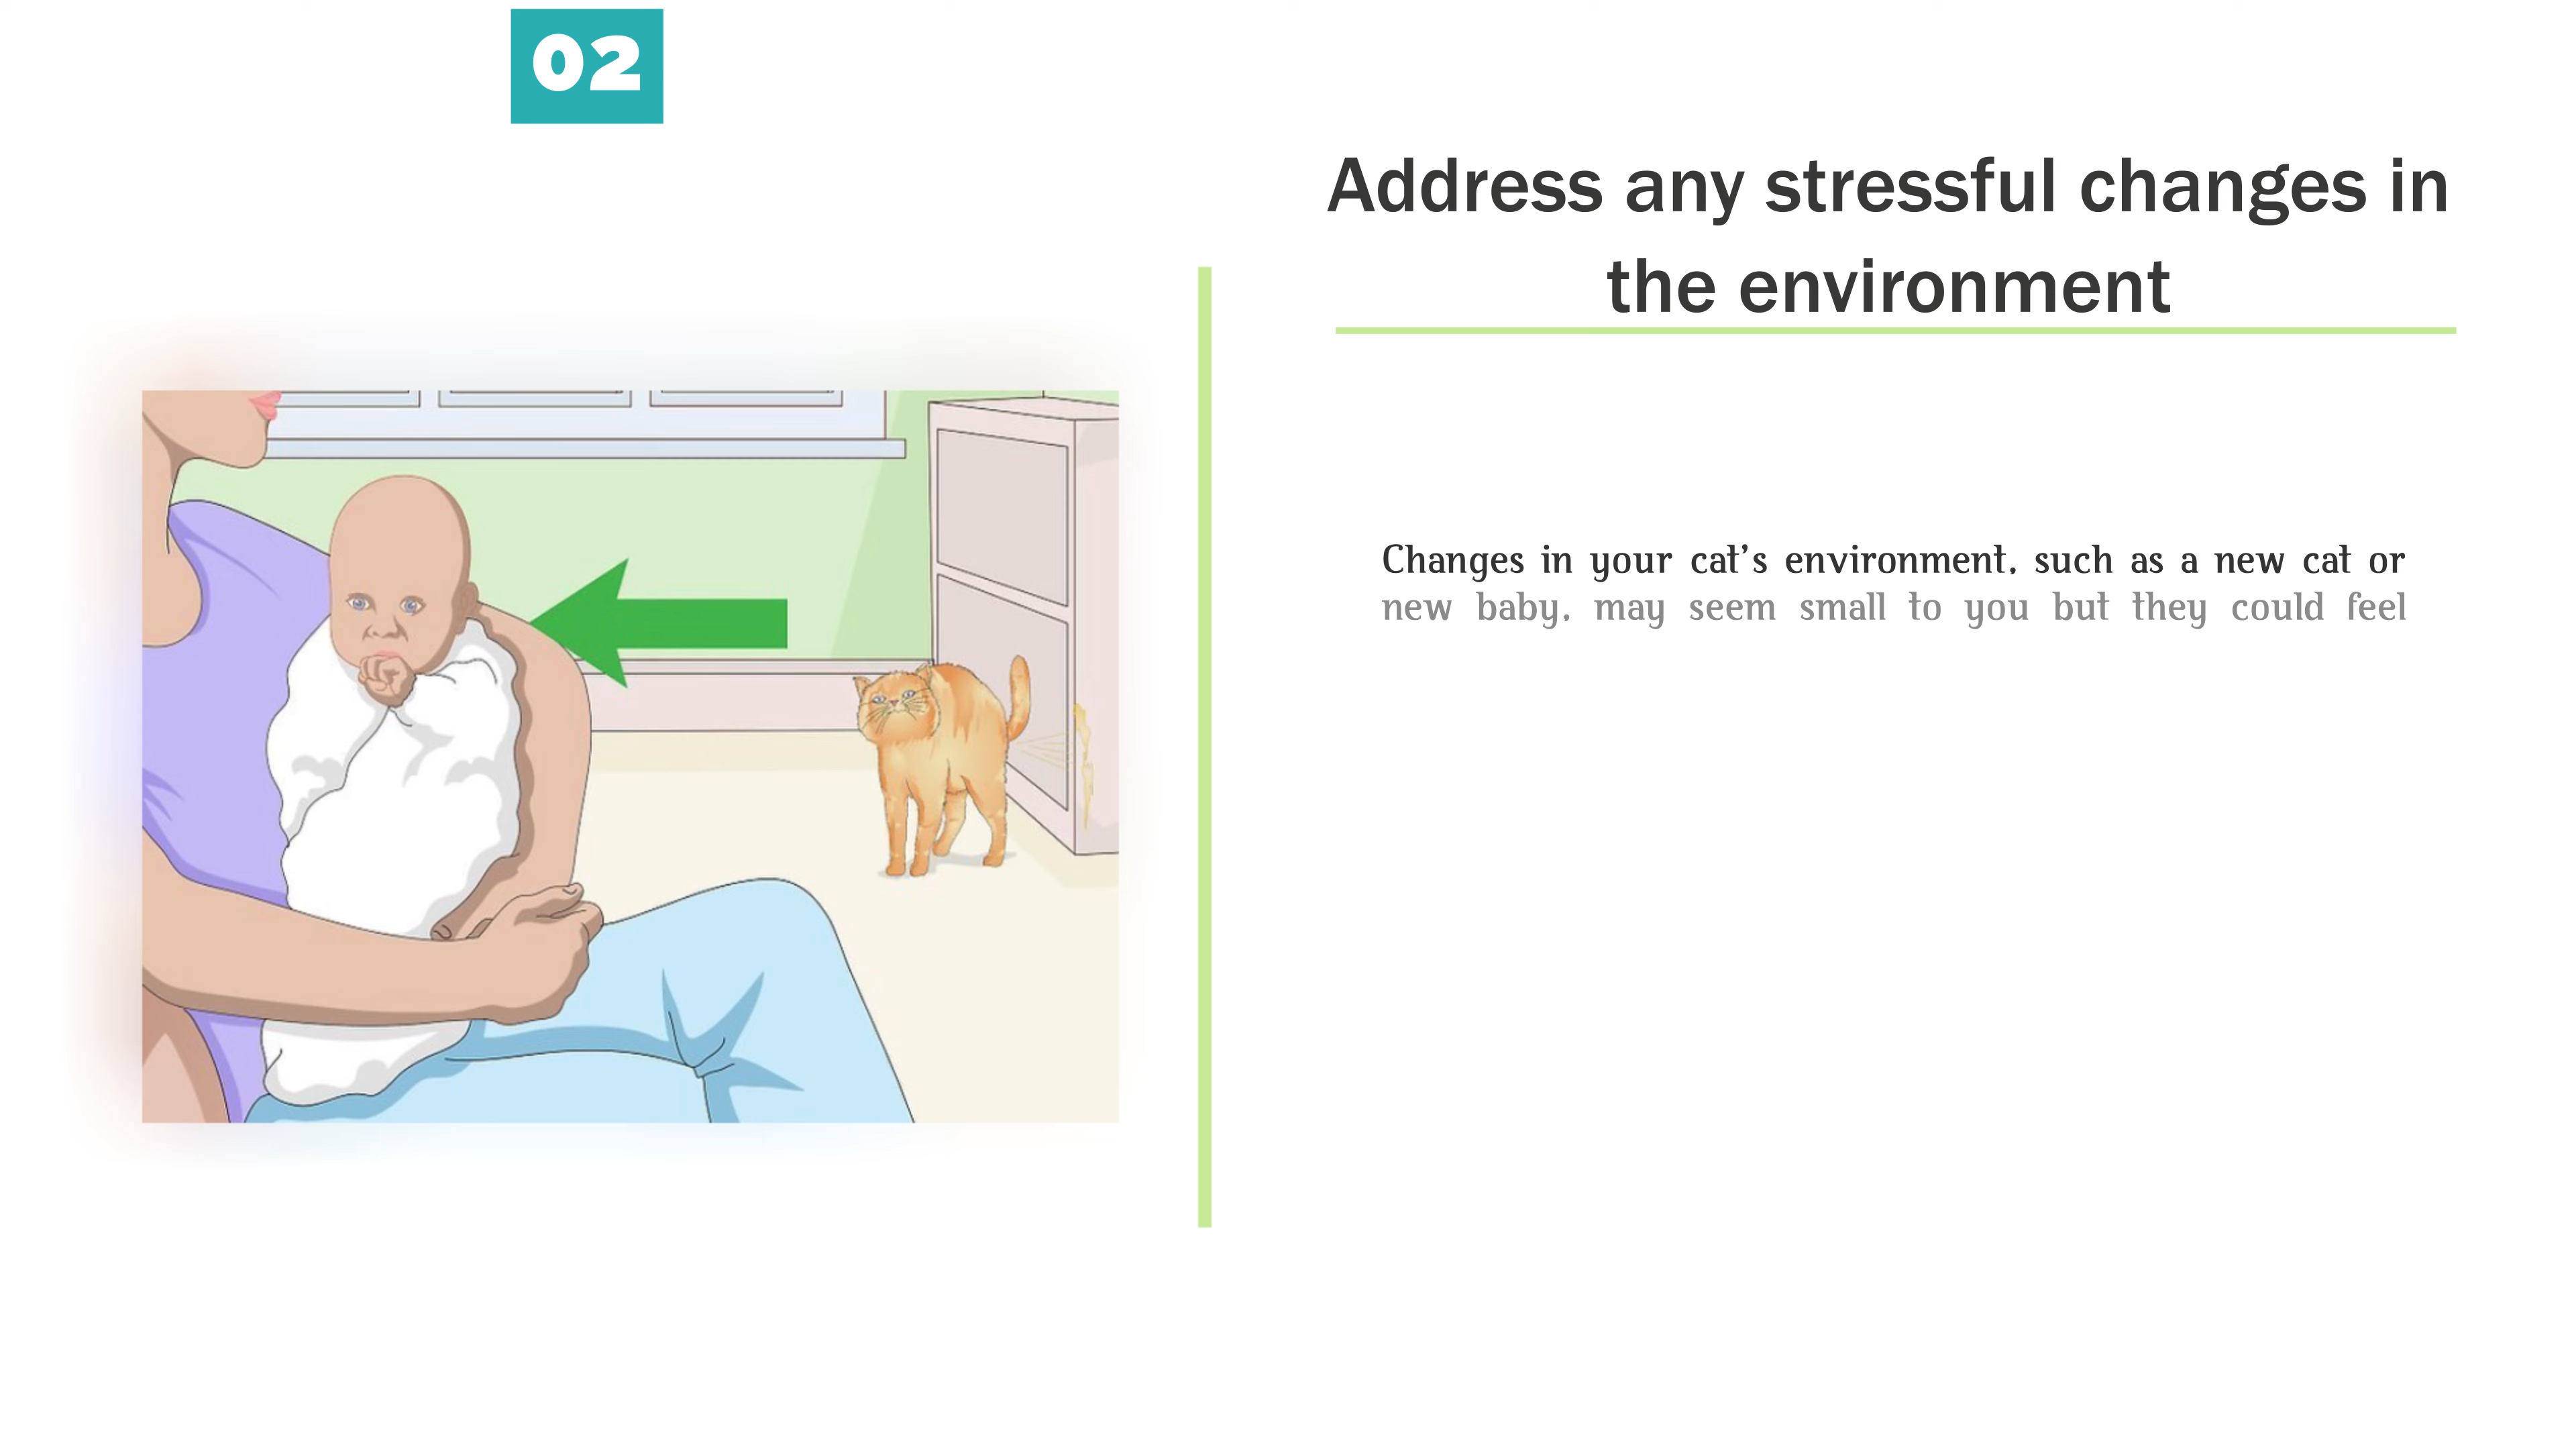 02
Address any stressful changes in
the environment
Changes in your cat's environment, such as a new cat or
new baby, may seem small to you but they could feel